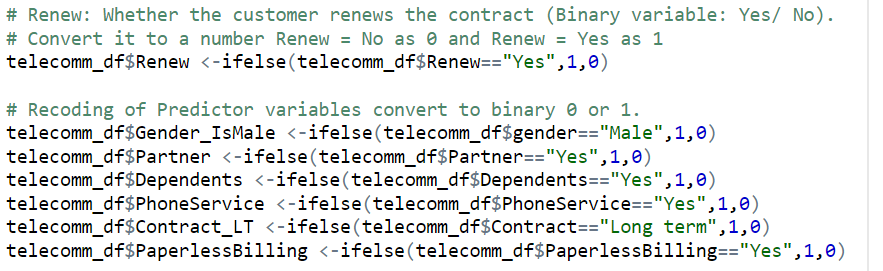 # Renew: Whether the customer renews the contract (Binary variable: Yes/ No).
# Convert it to a number Renew = No as 0 and Renew = Yes as 1
telecomm_df$Renew <-ifelse(telecomm_df$Renew=="Yes",1,0)
# Recoding of Predictor variables convert to binary 0 or 1.
telecomm_df$Gender_IsMale <-ifelse(telecomm_df$gender=="Male",1,0)
telecomm_df$Partner <-ifelse(telecomm_df$Partner=="Yes",1,0)
telecomm_df$Dependents <-ifelse(telecomm_df$Dependents=="Yes",1,0)
telecomm_df$PhoneService <-ifelse(telecomm_df$PhoneService=="Yes",1,0)
telecomm_df$Contract_LT <-ifelse(telecomm_df$Contract=="Long term",1,0)
telecomm_df$PaperlessBilling <-ifelse(telecomm_df$PaperlessBilling=="Yes",1,0)